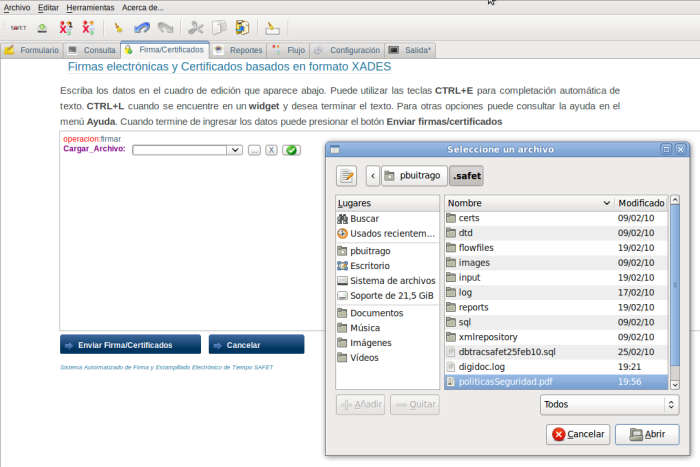 Archivo Editar Herramientas Acerca de...
SAFET
Formulario Consulta Firma/Certificados Reportes Flujo Configuración Salida*
Firmas electrónicas y Certificados basados en formato XADES
Escriba los datos en el cuadro de edición que aparece abajo. Puede utilizar las teclas CTRL+E para completación automática de
texto. CTRL+L cuando se encuentre en un widget y desea terminar el texto. Para otras opciones puede consultar la ayuda en el
menú Ayuda. Cuando termine de ingresar los datos puede presionar el botón Enviar firmas/certificados
operacion:firmar
Cargar_Archivo: ... X
Enviar Firma/Certificados Cancelar
Sistema Automatizado de Firma y Estampillado Electrónico de Tiempo SAFET
Seleccione un archivo
pbuitrago .safet
Lugares
Buscar
Usados recientem...
pbuitrago
Escritorio
Sistema de archivos
Soporte de 21,5 GiB
Documentos
Música
Imágenes
Vídeos
Nombre Modificado
certs 09/02/10
dtd 09/02/10
flowfiles 19/02/10
images 09/02/10
input 19/02/10
log 17/02/10
reports 19/02/10
sql 09/02/10
xmlrepository 09/02/10
dbtracsafet25feb10.sql 25/02/10
digidoc.log 19:21
politicasSeguridad.pdf 19:56
Añadir Quitar
Todos
Cancelar Abrir